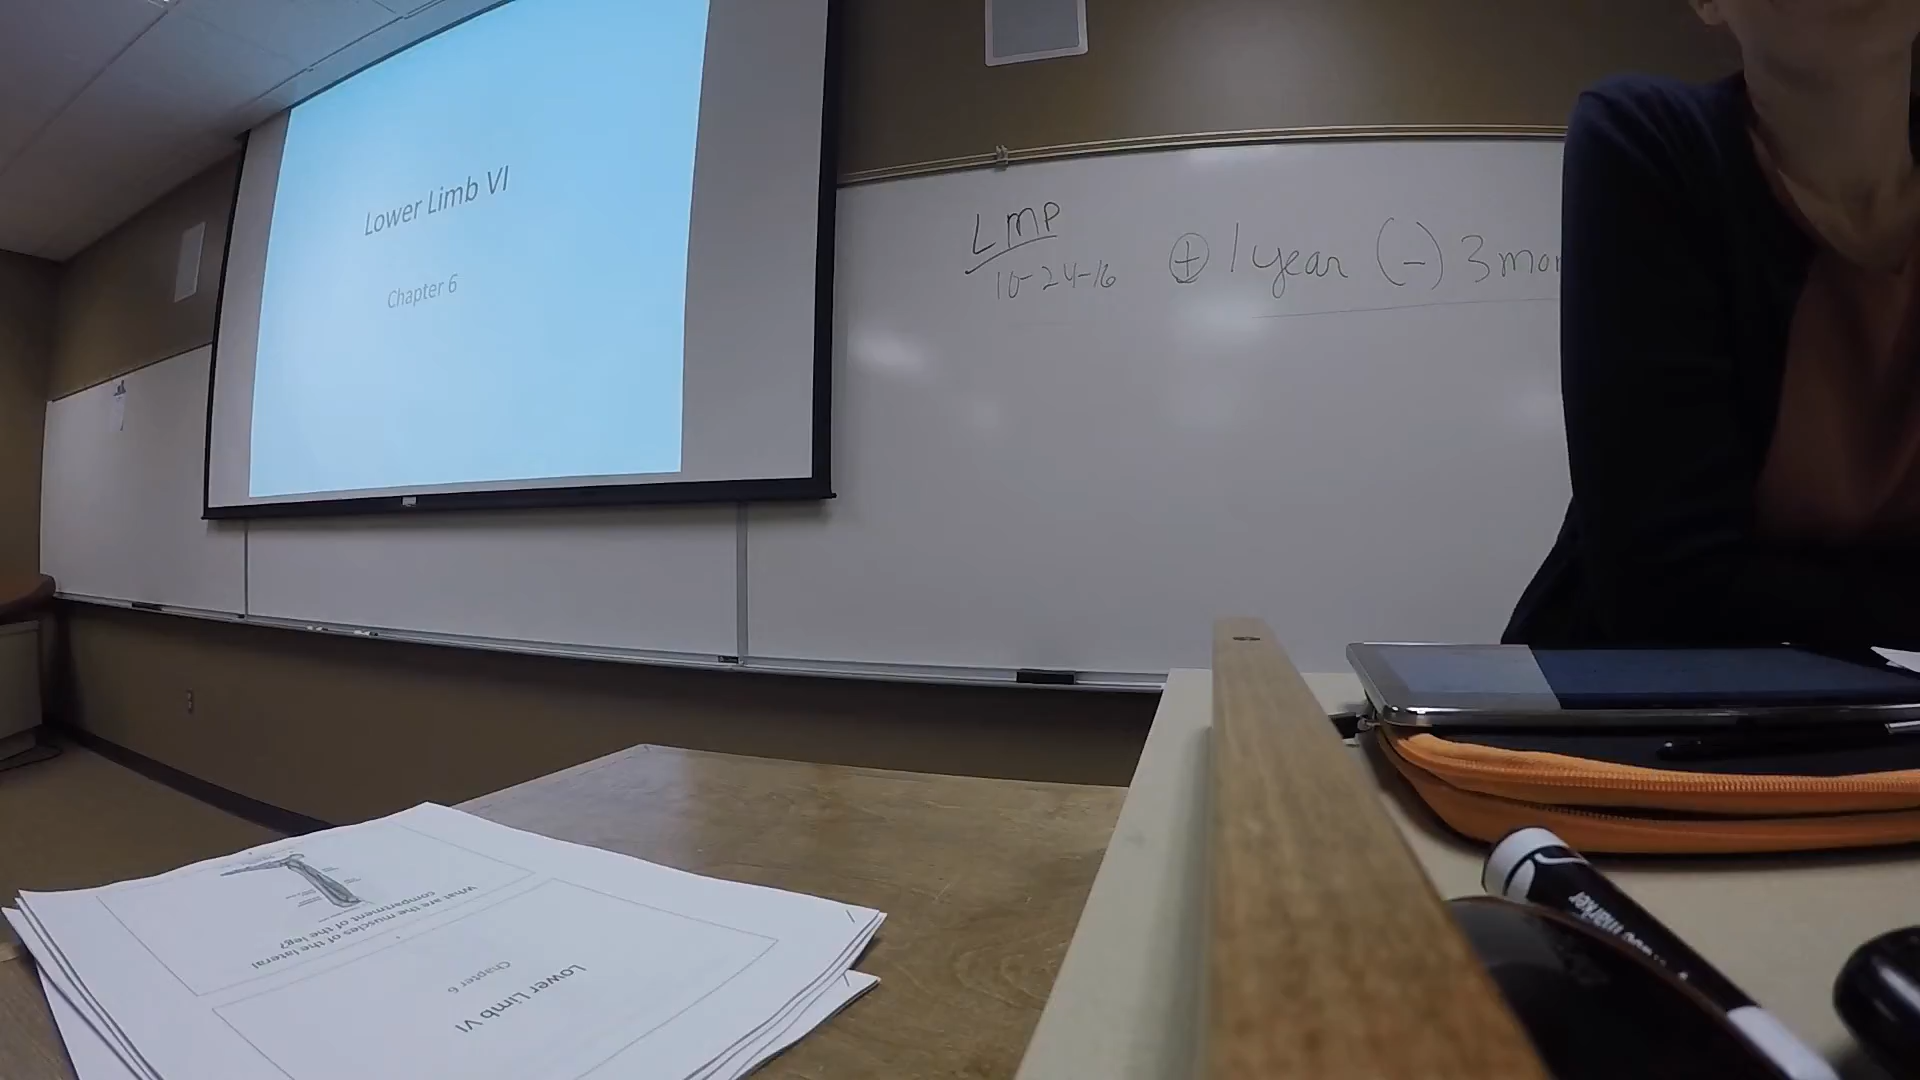 Lower Limb VI
Chapter 6
LMP
10-24-16
⊕ 1 year (-) 3 mon
What are the muscles of the lateral
compartment of the leg?
Lower Limb VI
Chapter 6
marker